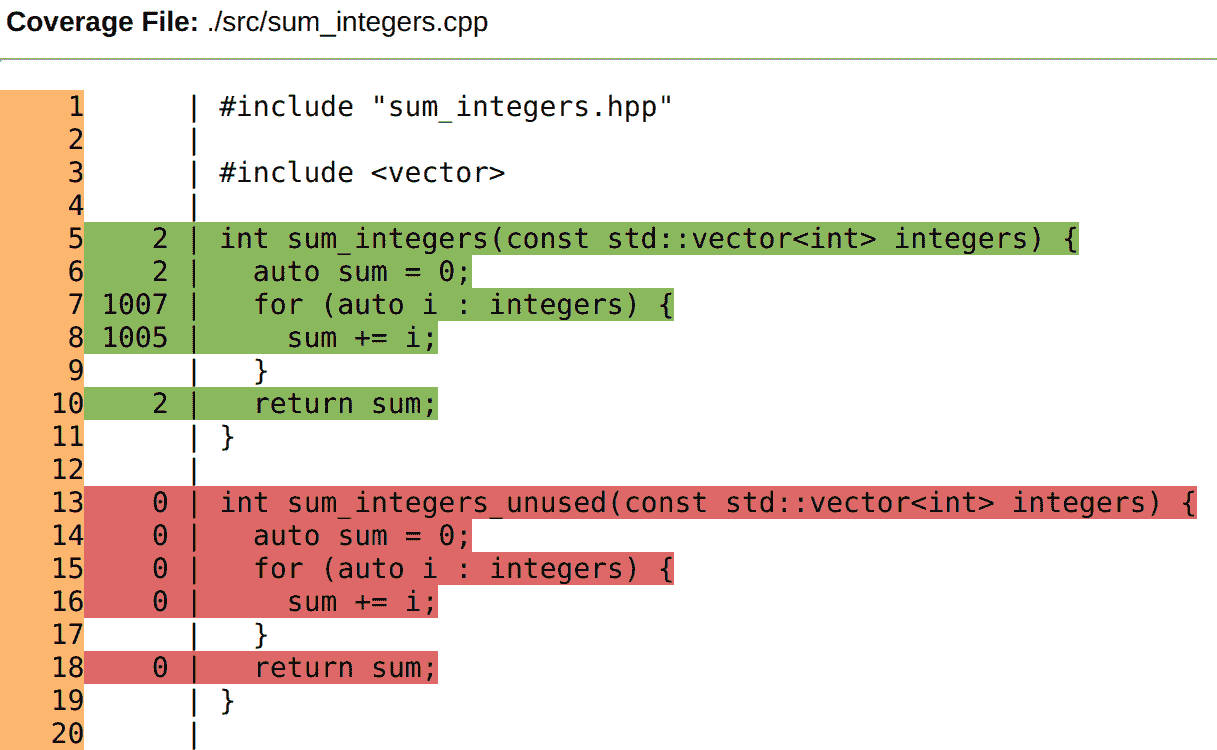 Coverage File: ./src/sum_integers.cpp
1 | #include "sum_integers.hpp"
2 |
3 | #include <vector>
4 |
5 2 | int sum_integers(const std::vector<int> integers) {
6 2 | auto sum = 0;
7 1007 | for (auto i : integers) {
8 1005 | sum += i;
9 | }
10 2 | return sum;
11 | }
12 |
13 0 | int sum_integers_unused(const std::vector<int> integers) {
14 0 | auto sum = 0;
15 0 | for (auto i : integers) {
16 0 | sum += i;
17 | }
18 0 | return sum;
19 | }
20 |